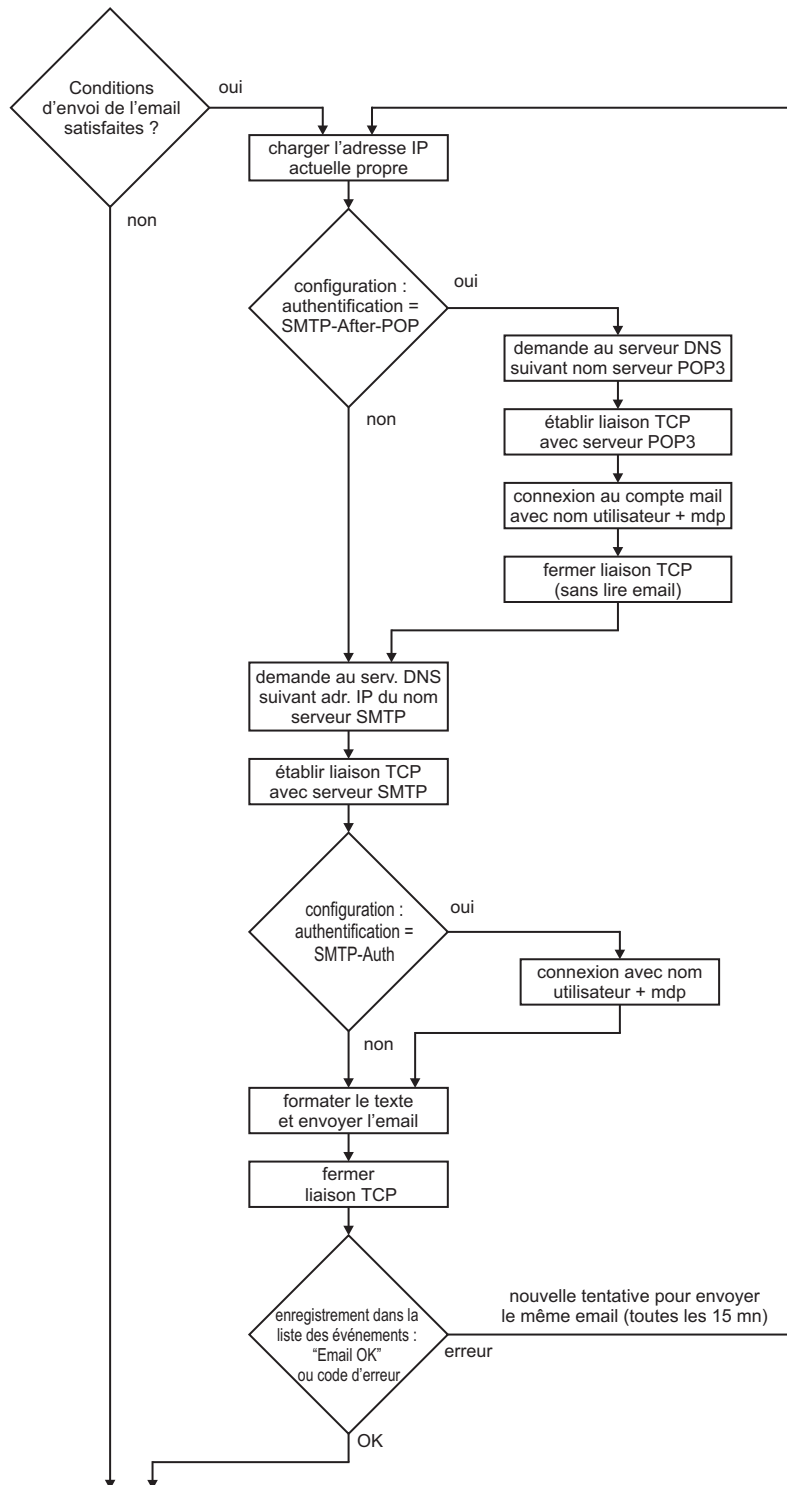 Conditions
d'envoi de l'email
satisfaites ?
oui
charger l'adresse IP
actuelle propre
non
configuration :
authentification =
SMTP-After-POP
oui
demande au serveur DNS
suivant nom serveur POP3
non
établir liaison TCP
avec serveur POP3
connexion au compte mail
avec nom utilisateur + mdp
fermer liaison TCP
(sans lire email)
demande au serv. DNS
suivant adr. IP du nom
serveur SMTP
établir liaison TCP
avec serveur SMTP
configuration :
authentification =
SMTP-Auth
oui
connexion avec nom
utilisateur + mdp
non
formater le texte
et envoyer l'email
fermer
liaison TCP
enregistrement dans la
liste des événements :
“Email OK”
ou code d'erreur
nouvelle tentative pour envoyer
le même email (toutes les 15 mn)
erreur
OK